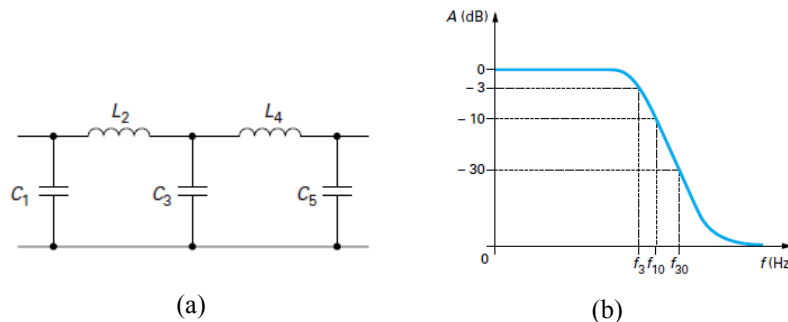 L₂
L₄
C₁
C₃
C₅
(a)
A (dB)
0
– 3
– 10
– 30
0
f₃ f₁₀ f₃₀
f (Hz
(b)